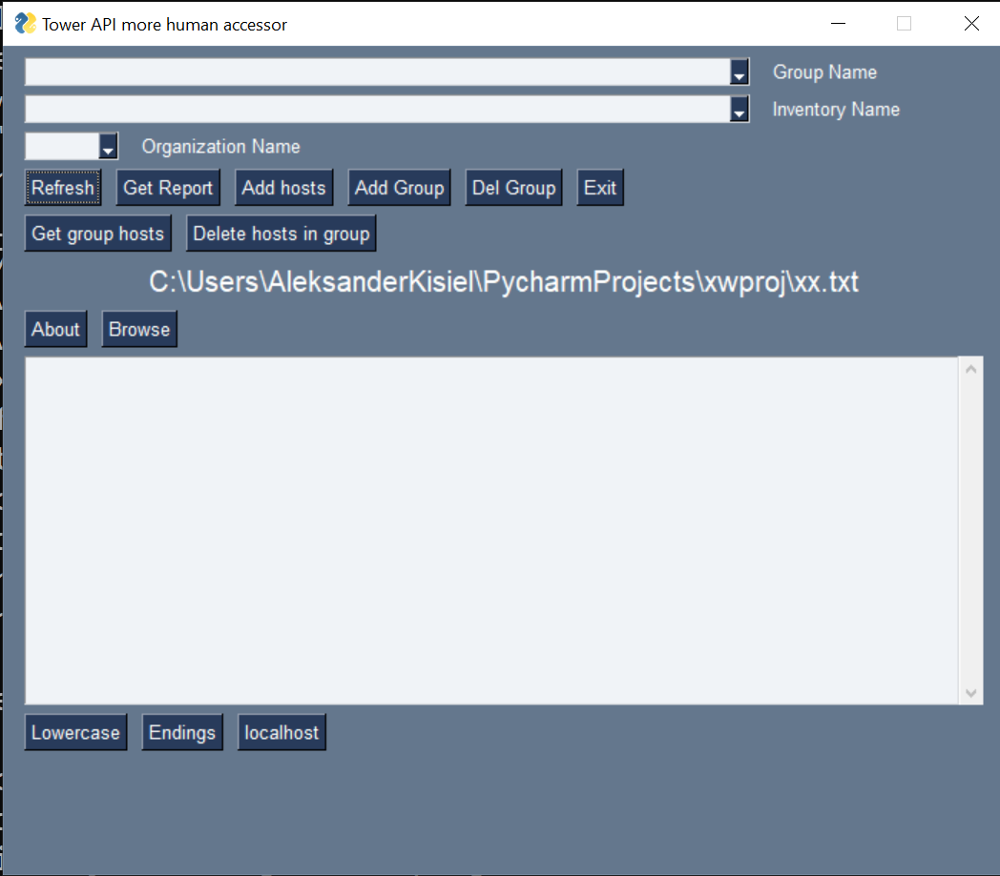 Tower API more human accessor
Group Name
Inventory Name
Organization Name
Refresh Get Report Add hosts Add Group Del Group Exit
Get group hosts Delete hosts in group
C:\Users\AleksanderKisiel\PycharmProjects\xwproj\xx.txt
About Browse
Lowercase Endings localhost